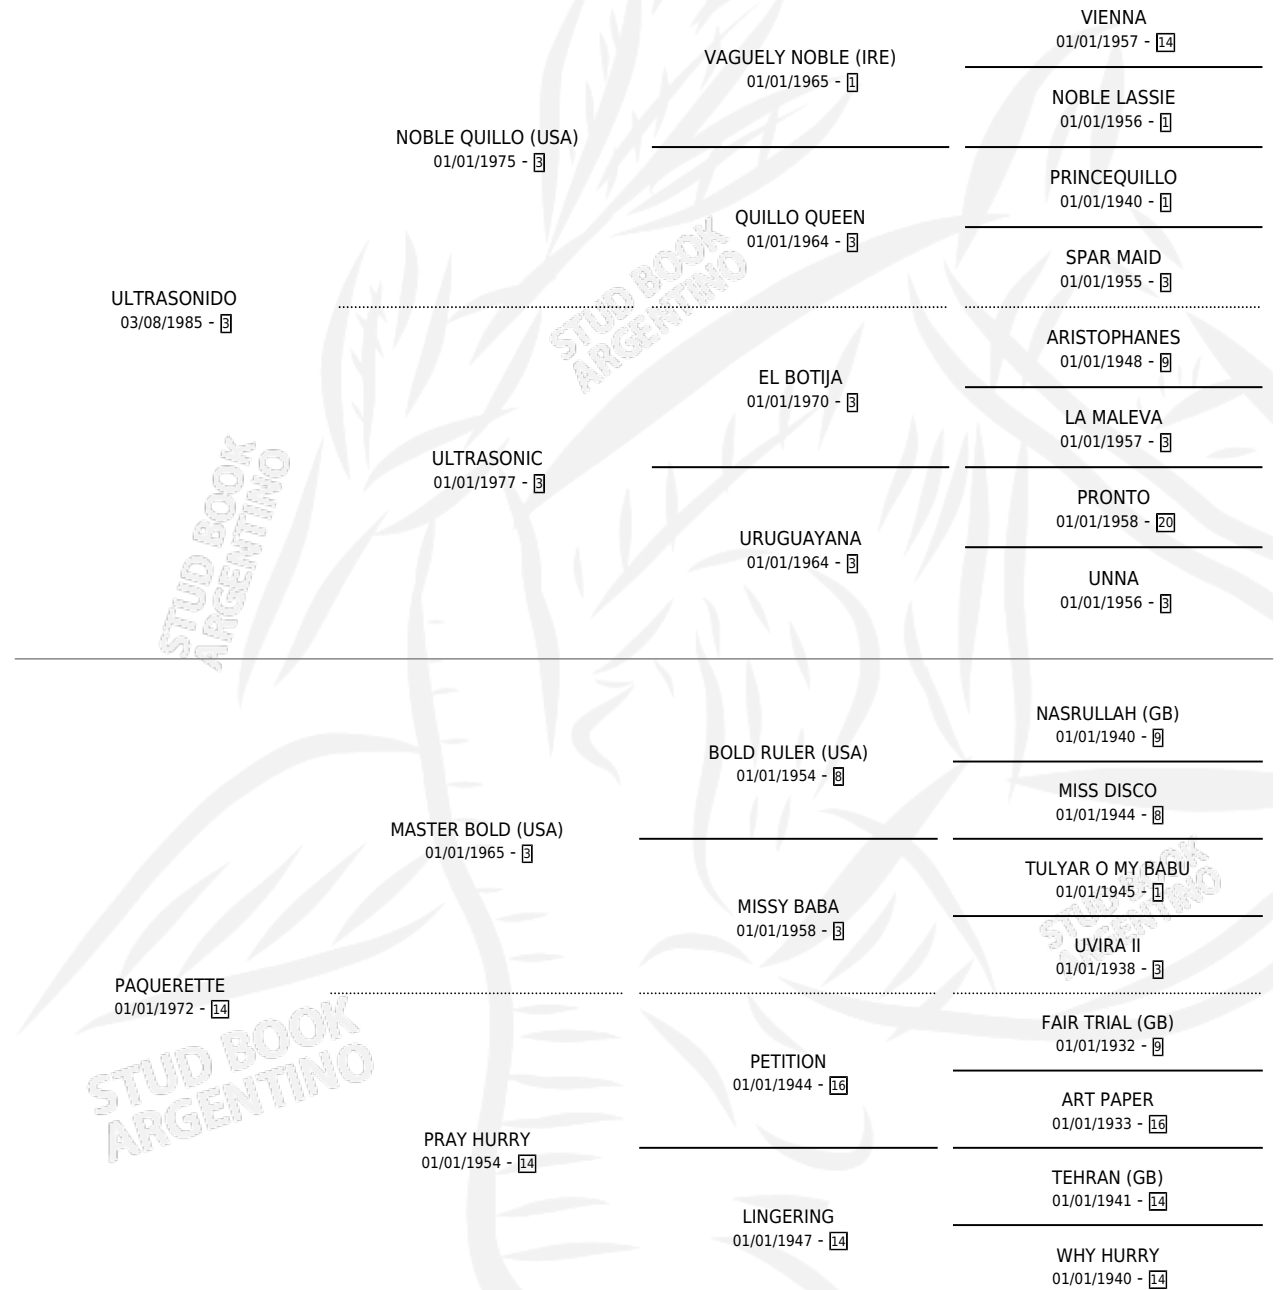 VIENNA
01/01/1957 - 14
VAGUELY NOBLE (IRE)
01/01/1965 - 1
NOBLE LASSIE
01/01/1956 - 1
NOBLE QUILLO (USA)
01/01/1975 - 3
PRINCEQUILLO
01/01/1940 - 1
QUILLO QUEEN
01/01/1964 - 3
SPAR MAID
01/01/1955 - 3
ULTRASONIDO
03/08/1985 - 3
STUD BOOK
ARGENTINO
ARISTOPHANES
01/01/1948 - 9
EL BOTIJA
01/01/1970 - 3
LA MALEVA
01/01/1957 - 3
ULTRASONIC
01/01/1977 - 3
PRONTO
01/01/1958 - 20
URUGUAYANA
01/01/1964 - 3
UNNA
01/01/1956 - 3
STUD BOOK
ARGENTINO
NASRULLAH (GB)
01/01/1940 - 9
BOLD RULER (USA)
01/01/1954 - 8
MISS DISCO
01/01/1944 - 8
MASTER BOLD (USA)
01/01/1965 - 3
TULYAR O MY BABU
01/01/1945 - 1
MISSY BABA
01/01/1958 - 3
STUD BOOK
ARGENTINO
UVIRA II
01/01/1938 - 3
PAQUERETTE
01/01/1972 - 14
FAIR TRIAL (GB)
01/01/1932 - 9
PETITION
01/01/1944 - 16
ART PAPER
01/01/1933 - 16
STUD BOOK
ARGENTINO
PRAY HURRY
01/01/1954 - 14
TEHRAN (GB)
01/01/1941 - 14
LINGERING
01/01/1947 - 14
WHY HURRY
01/01/1940 - 14